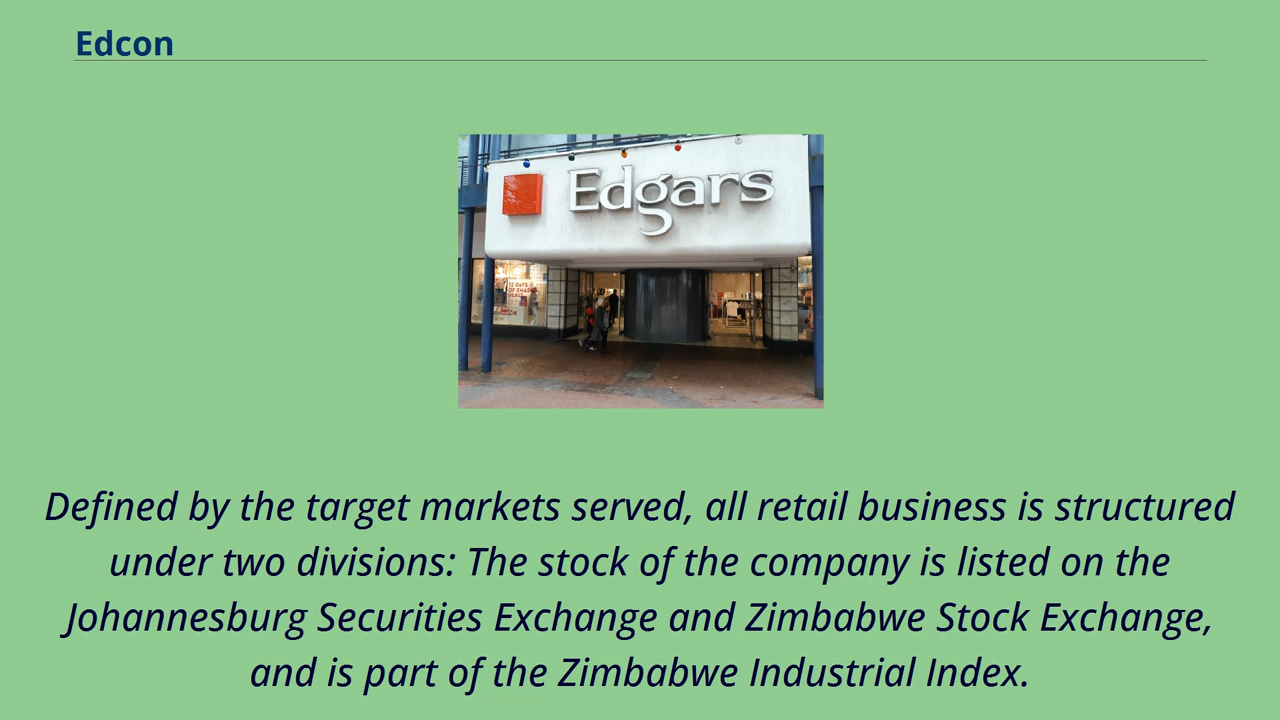 Edcon
Edgars
12 DAYS
Defined by the target markets served, all retail business is structured
under two divisions: The stock of the company is listed on the
Johannesburg Securities Exchange and Zimbabwe Stock Exchange,
and is part of the Zimbabwe Industrial Index.